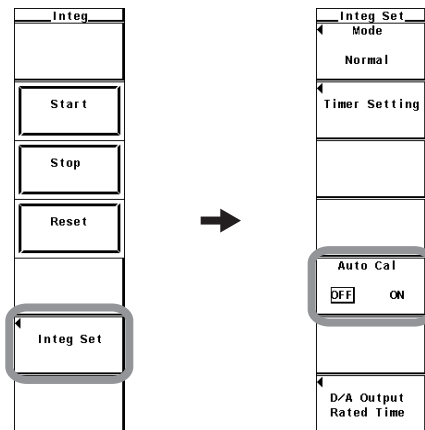 Integ
Start
Stop
Reset
Integ Set
Integ Set
Mode
Normal
Timer Setting
Auto Cal
OFF ON
D/A Output
Rated Time